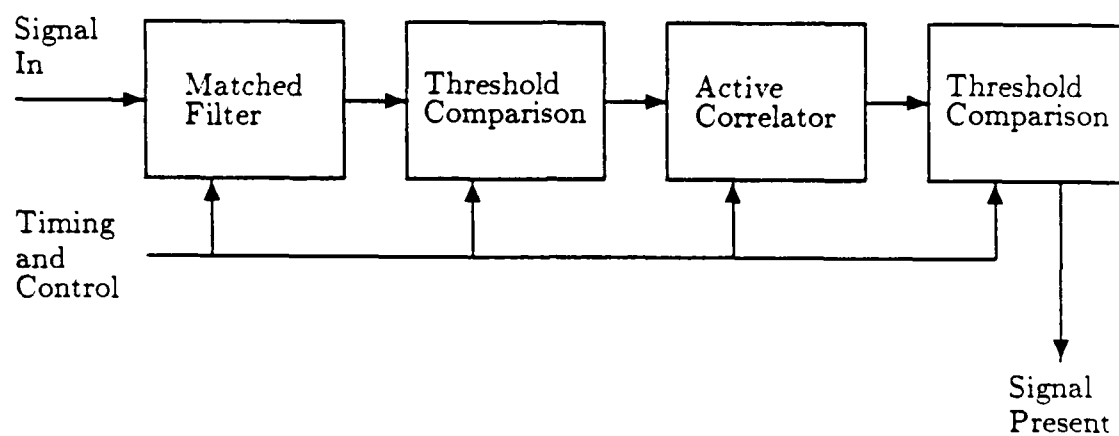 Signal
In
Matched
Filter
Threshold
Comparison
Active
Correlator
Threshold
Comparison
Timing
and
Control
Signal
Present